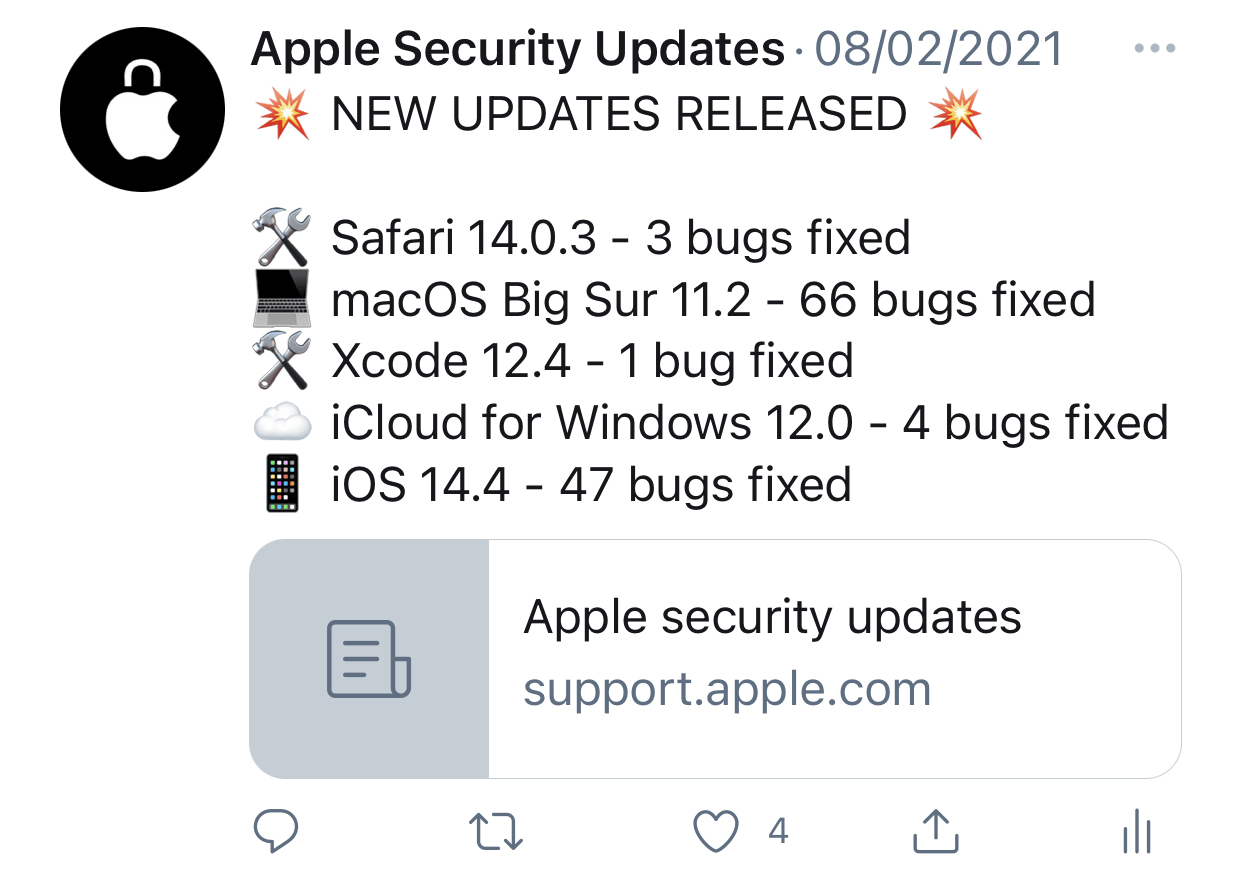 Apple Security Updates · 08/02/2021
💥 NEW UPDATES RELEASED 💥
🛠 Safari 14.0.3 - 3 bugs fixed
💻 macOS Big Sur 11.2 - 66 bugs fixed
🛠 Xcode 12.4 - 1 bug fixed
☁️ iCloud for Windows 12.0 - 4 bugs fixed
📱 iOS 14.4 - 47 bugs fixed
Apple security updates
support.apple.com
4